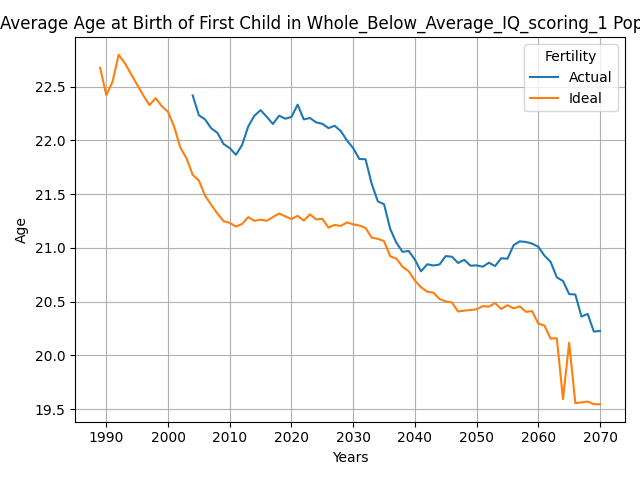 Average Age at Birth of First Child in Whole_Below_Average_IQ_scoring_1 Pop
Fertility
Actual
Ideal
22.5
22.0
21.5
21.0
20.5
20.0
19.5
Age
1990 2000 2010 2020 2030 2040 2050 2060 2070
Years